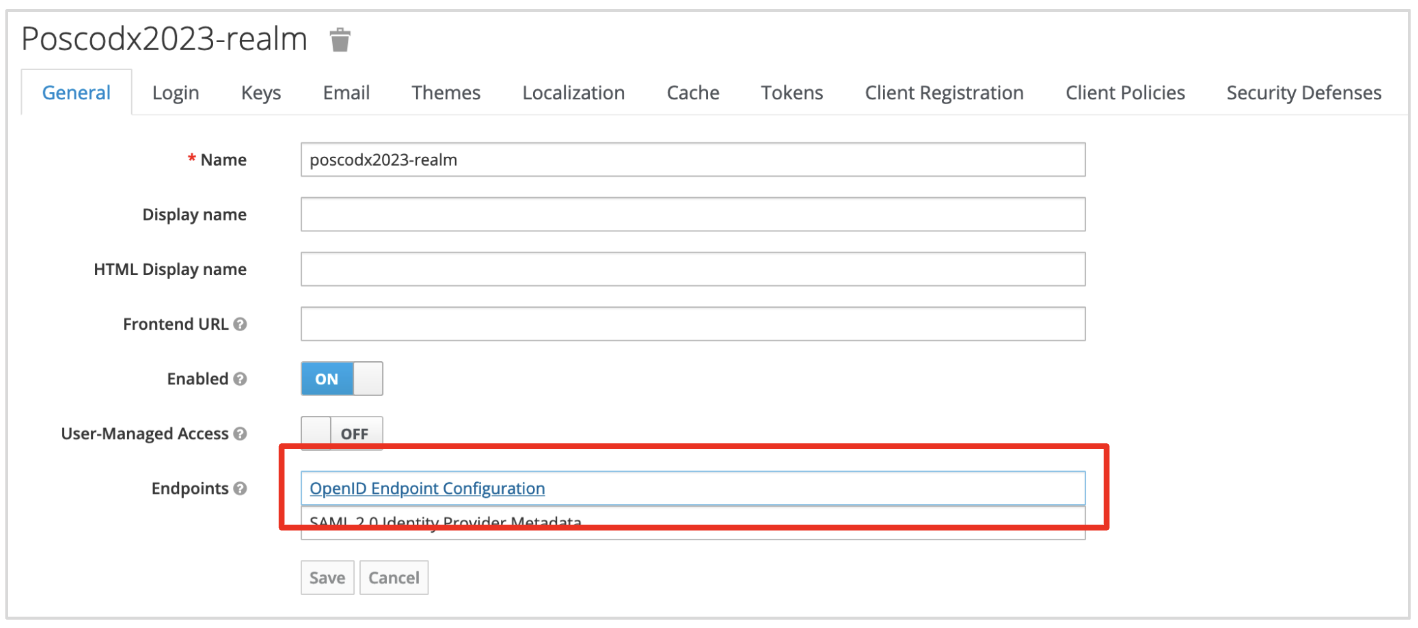 Poscodx2023-realm
General Login Keys Email Themes Localization Cache Tokens Client Registration Client Policies Security Defenses
* Name poscodx2023-realm
Display name
HTML Display name
Frontend URL
Enabled ON
User-Managed Access OFF
Endpoints OpenID Endpoint Configuration
SAML 2.0 Identity Provider Metadata
Save Cancel